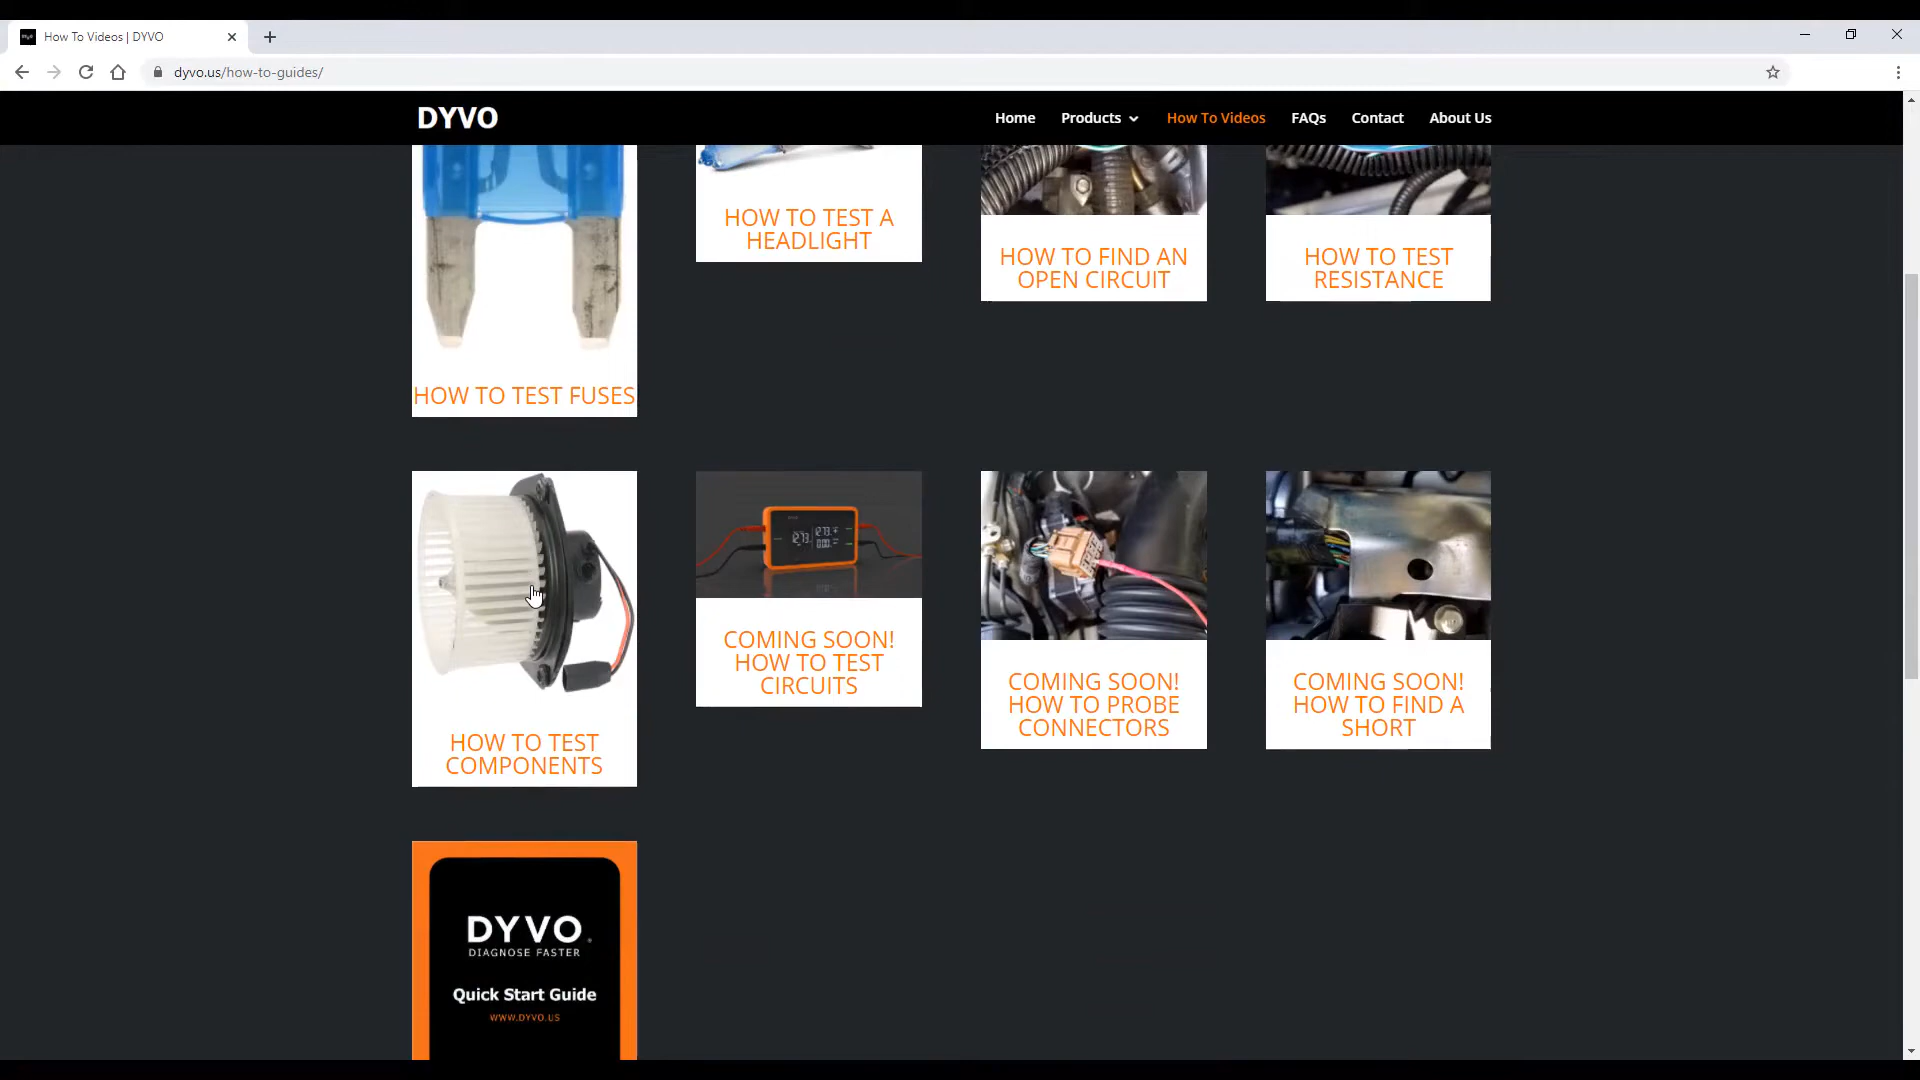 How To Videos | DYVO
dyvo.us/how-to-guides/
DYVO
Home
Products
How To Videos
FAQs
Contact
About Us
HOW TO TEST FUSES
HOW TO TEST A
HEADLIGHT
HOW TO FIND AN
OPEN CIRCUIT
HOW TO TEST
RESISTANCE
HOW TO TEST
COMPONENTS
COMING SOON!
HOW TO TEST
CIRCUITS
COMING SOON!
HOW TO PROBE
CONNECTORS
COMING SOON!
HOW TO FIND A
SHORT
DYVO
DIAGNOSE FASTER
Quick Start Guide
WWW.DYVO.US